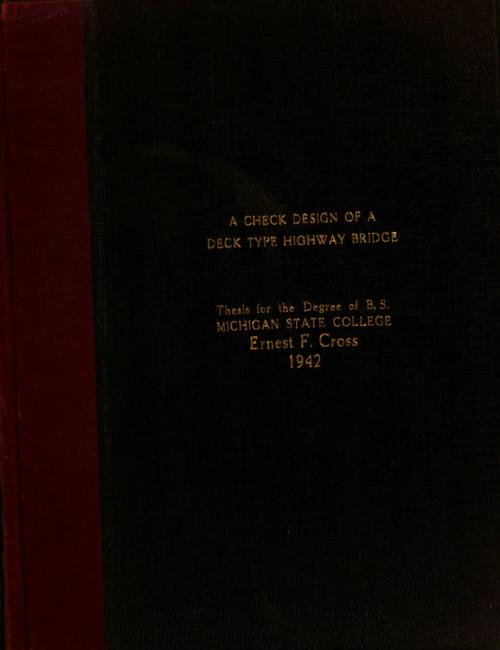 A CHECK DESIGN OF A
DECK TYPE HIGHWAY BRIDGE
Thesis for the Degree of B. S.
MICHIGAN STATE COLLEGE
Ernest F. Cross
1942